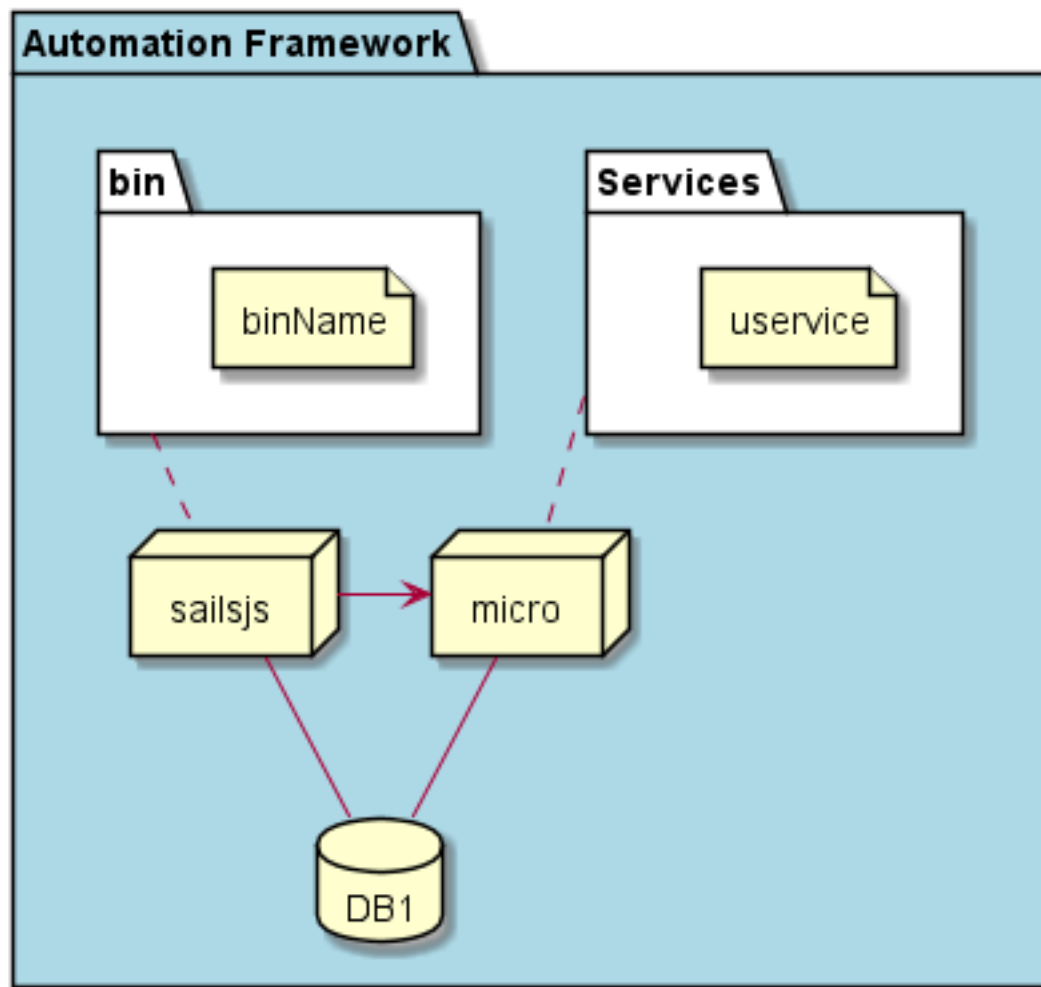 Automation Framework
bin
Services
binName
uservice
sailsjs
micro
DB1